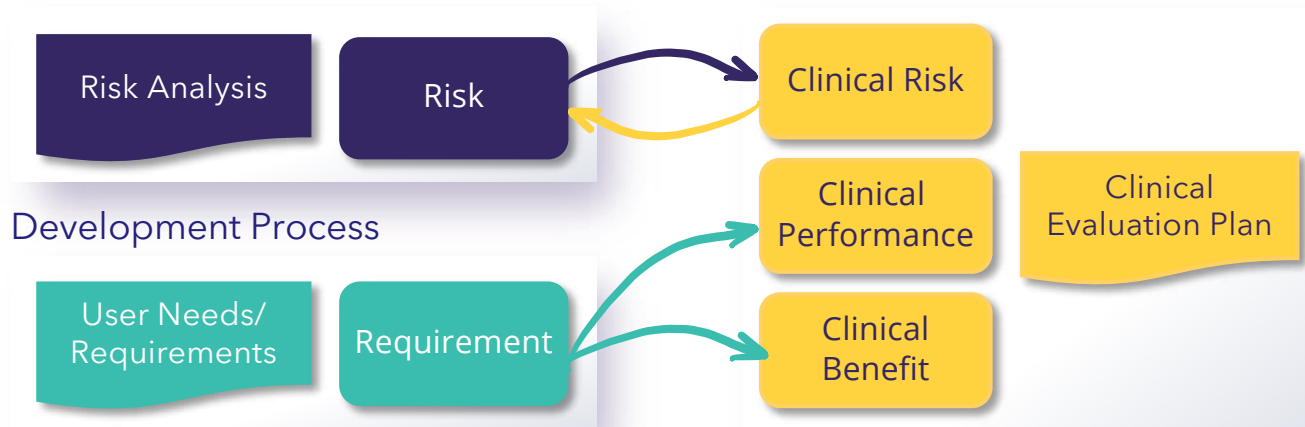 Risk Analysis
Risk
Clinical Risk
Clinical
Performance
Clinical
Evaluation Plan
Development Process
User Needs/
Requirements
Requirement
Clinical
Benefit